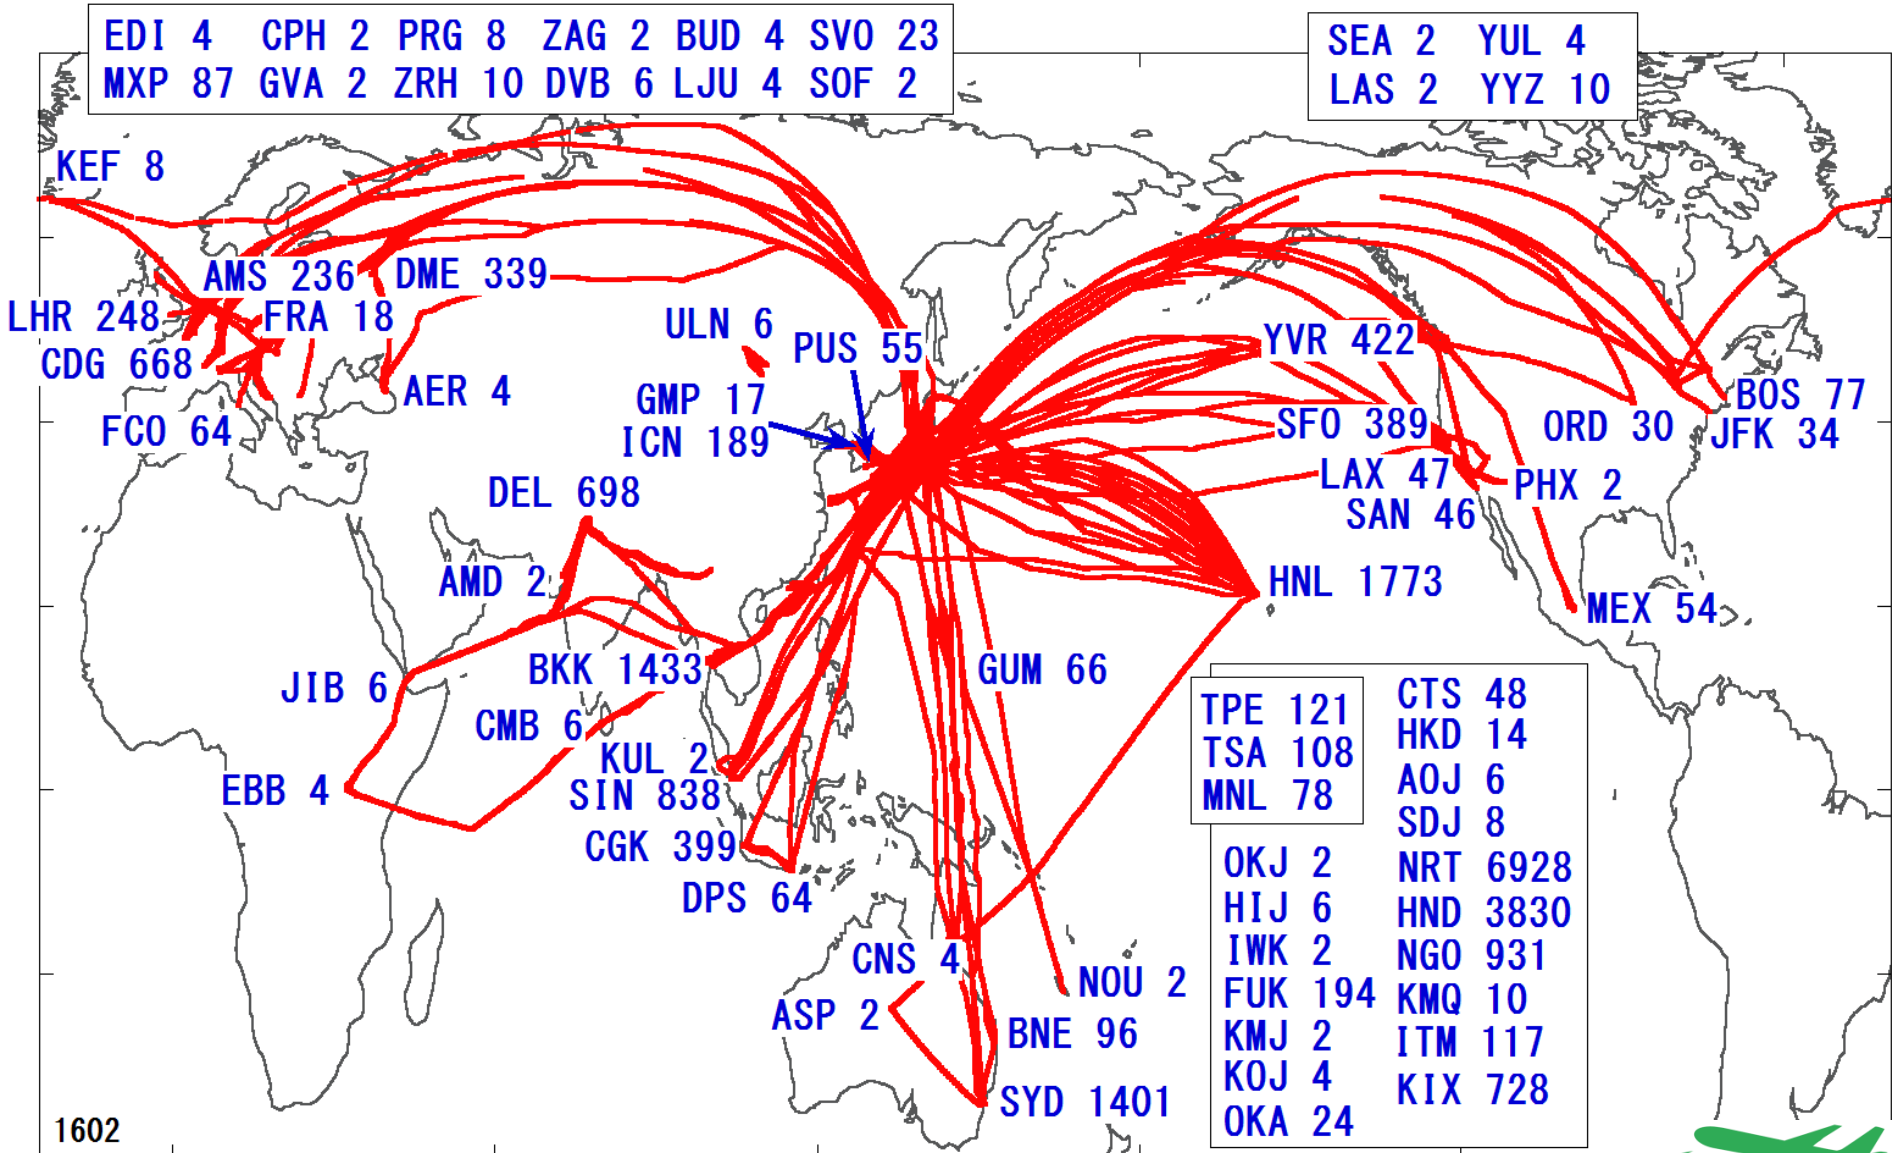 EDI 4 CPH 2 PRG 8 ZAG 2 BUD 4 SVO 23
MXP 87 GVA 2 ZRH 10 DVB 6 LJU 4 SOF 2
SEA 2 YUL 4
LAS 2 YYZ 10
KEF 8
AMS 236
DME 339
LHR 248
FRA 18
CDG 668
AER 4
FCO 64
ULN 6
PUS 55
GMP 17
ICN 189
YVR 422
SFO 389
ORD 30
BOS 77
JFK 34
LAX 47
PHX 2
SAN 46
DEL 698
AMD 2
HNL 1773
MEX 54
JIB 6
BKK 1433
GUM 66
CMB 6
KUL 2
EBB 4
SIN 838
CGK 399
DPS 64
CNS 4
ASP 2
NOU 2
BNE 96
SYD 1401
TPE 121
TSA 108
MNL 78
CTS 48
HKD 14
AOJ 6
SDJ 8
OKJ 2
NRT 6928
HIJ 6
HND 3830
IWK 2
NGO 931
FUK 194
KMQ 10
KMJ 2
ITM 117
KOJ 4
KIX 728
OKA 24
1602